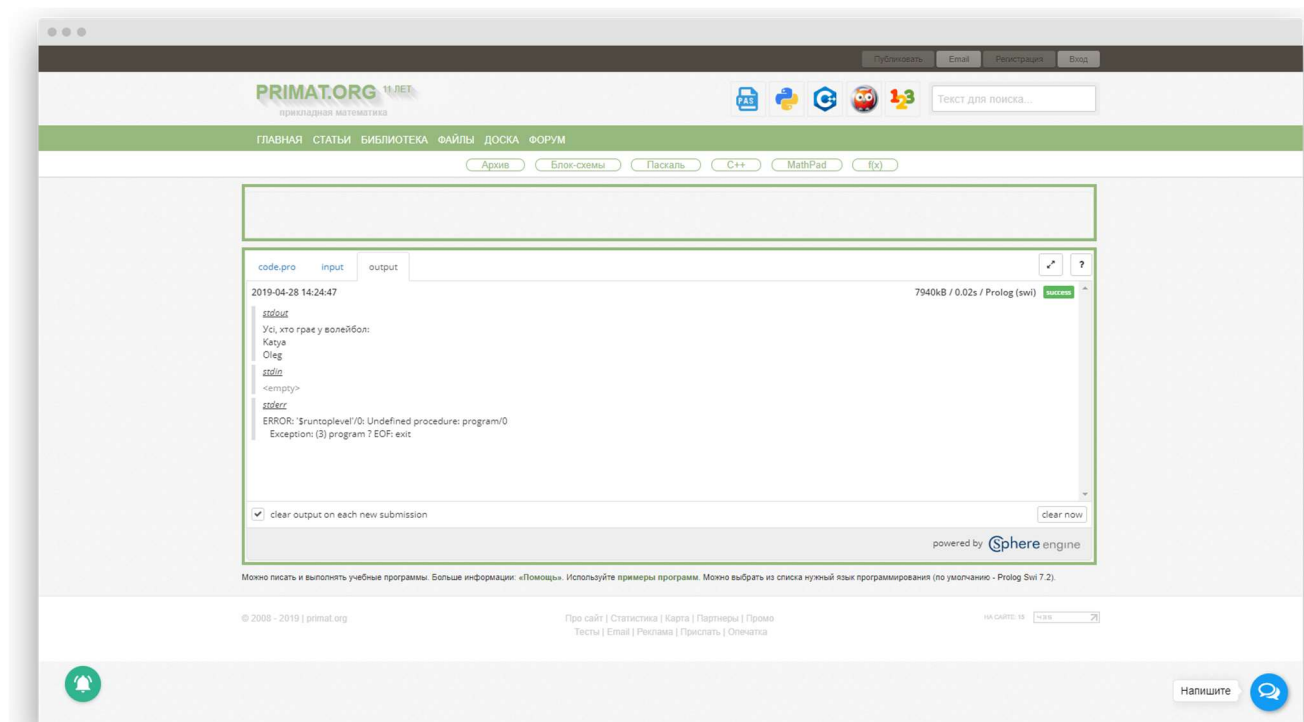 Публиковать Email Регистрация Вход
PRIMAT.ORG 11 ЛЕТ
прикладная математика
PAS
123
Текст для поиска...
ГЛАВНАЯ СТАТЬИ БИБЛИОТЕКА ФАЙЛЫ ДОСКА ФОРУМ
Архив Блок-схемы Паскаль C++ MathPad f(x)
code.pro input output ?
2019-04-28 14:24:47 7940kB / 0.02s / Prolog (swi) success
stdout
Усі, хто грає у волейбол:
Katya
Oleg
stdin
<empty>
stderr
ERROR: '$runtoplevel'/0: Undefined procedure: program/0
Exception: (3) program ? EOF: exit
clear output on each new submission clear now
powered by Sphere engine
Можно писать и выполнять учебные программы. Больше информации: «Помощь». Используйте примеры программ. Можно выбрать из списка нужный язык программирования (по умолчанию - Prolog Swi 7.2).
© 2008 - 2019 | primat.org Про сайт | Статистика | Карта | Партнеры | Промо
Тесты | Email | Реклама | Прислать | Опечатка
Напишите